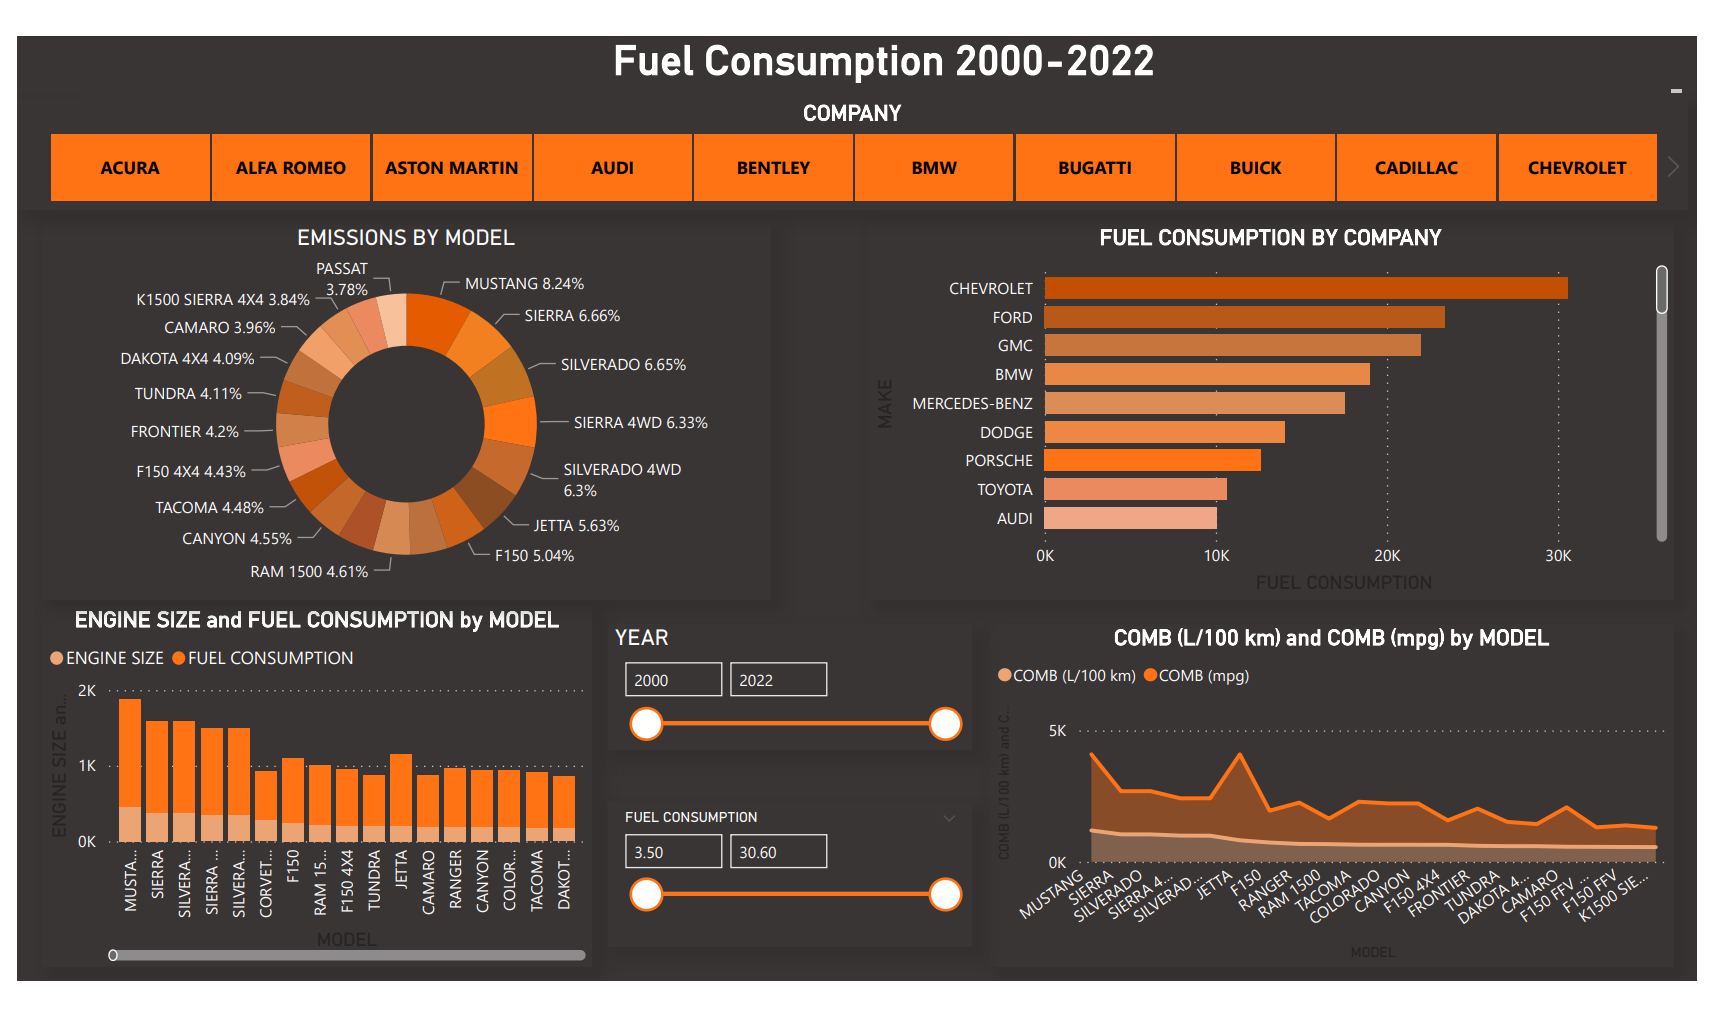 Fuel Consumption 2000-2022
COMPANY
ACURA
ALFA ROMEO
ASTON MARTIN
AUDI
BENTLEY
BMW
BUGATTI
BUICK
CADILLAC
CHEVROLET
EMISSIONS BY MODEL
PASSAT
3.78%
MUSTANG 8.24%
K1500 SIERRA 4X4 3.84%
SIERRA 6.66%
CAMARO 3.96%
DAKOTA 4X4 4.09%
SILVERADO 6.65%
TUNDRA 4.11%
SIERRA 4WD 6.33%
FRONTIER 4.2%
F150 4X4 4.43%
SILVERADO 4WD
6.3%
TACOMA 4.48%
JETTA 5.63%
CANYON 4.55%
F150 5.04%
RAM 1500 4.61%
FUEL CONSUMPTION BY COMPANY
MAKE
CHEVROLET
FORD
GMC
BMW
MERCEDES-BENZ
DODGE
PORSCHE
TOYOTA
AUDI
0K
10K
20K
30K
FUEL CONSUMPTION
ENGINE SIZE and FUEL CONSUMPTION by MODEL
ENGINE SIZE
FUEL CONSUMPTION
ENGINE SIZE an...
2K
1K
0K
MUSTA...
SIERRA
SILVERA...
SIERRA ...
SILVERA...
CORVET...
F150
RAM 15...
F150 4X4
TUNDRA
JETTA
CAMARO
RANGER
CANYON
COLOR...
TACOMA
DAKOT...
MODEL
YEAR
2000
2022
FUEL CONSUMPTION
3.50
30.60
COMB (L/100 km) and COMB (mpg) by MODEL
COMB (L/100 km)
COMB (mpg)
COMB (L/100 km) and C...
5K
0K
MUSTANG
SIERRA
SILVERADO
SIERRA 4...
SILVERAD...
JETTA
F150
RANGER
RAM 1500
TACOMA
COLORADO
CANYON
F150 4X4
FRONTIER
TUNDRA
DAKOTA 4...
CAMARO
F150 FFV ...
F150 FFV
K1500 SIE...
MODEL